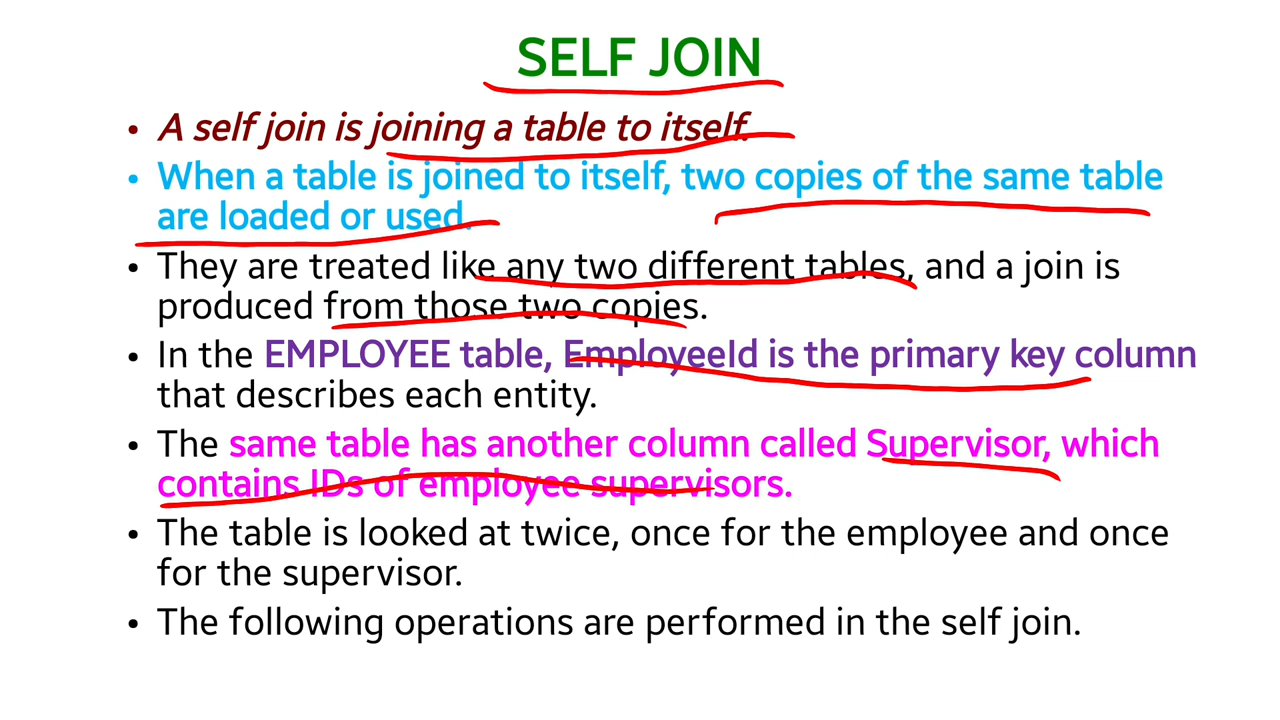 SELF JOIN
• A self join is joining a table to itself.
• When a table is joined to itself, two copies of the same table
are loaded or used.
• They are treated like any two different tables, and a join is
produced from those two copies.
• In the EMPLOYEE table, EmployeeId is the primary key column
that describes each entity.
• The same table has another column called Supervisor, which
contains IDs of employee supervisors.
• The table is looked at twice, once for the employee and once
for the supervisor.
• The following operations are performed in the self join.